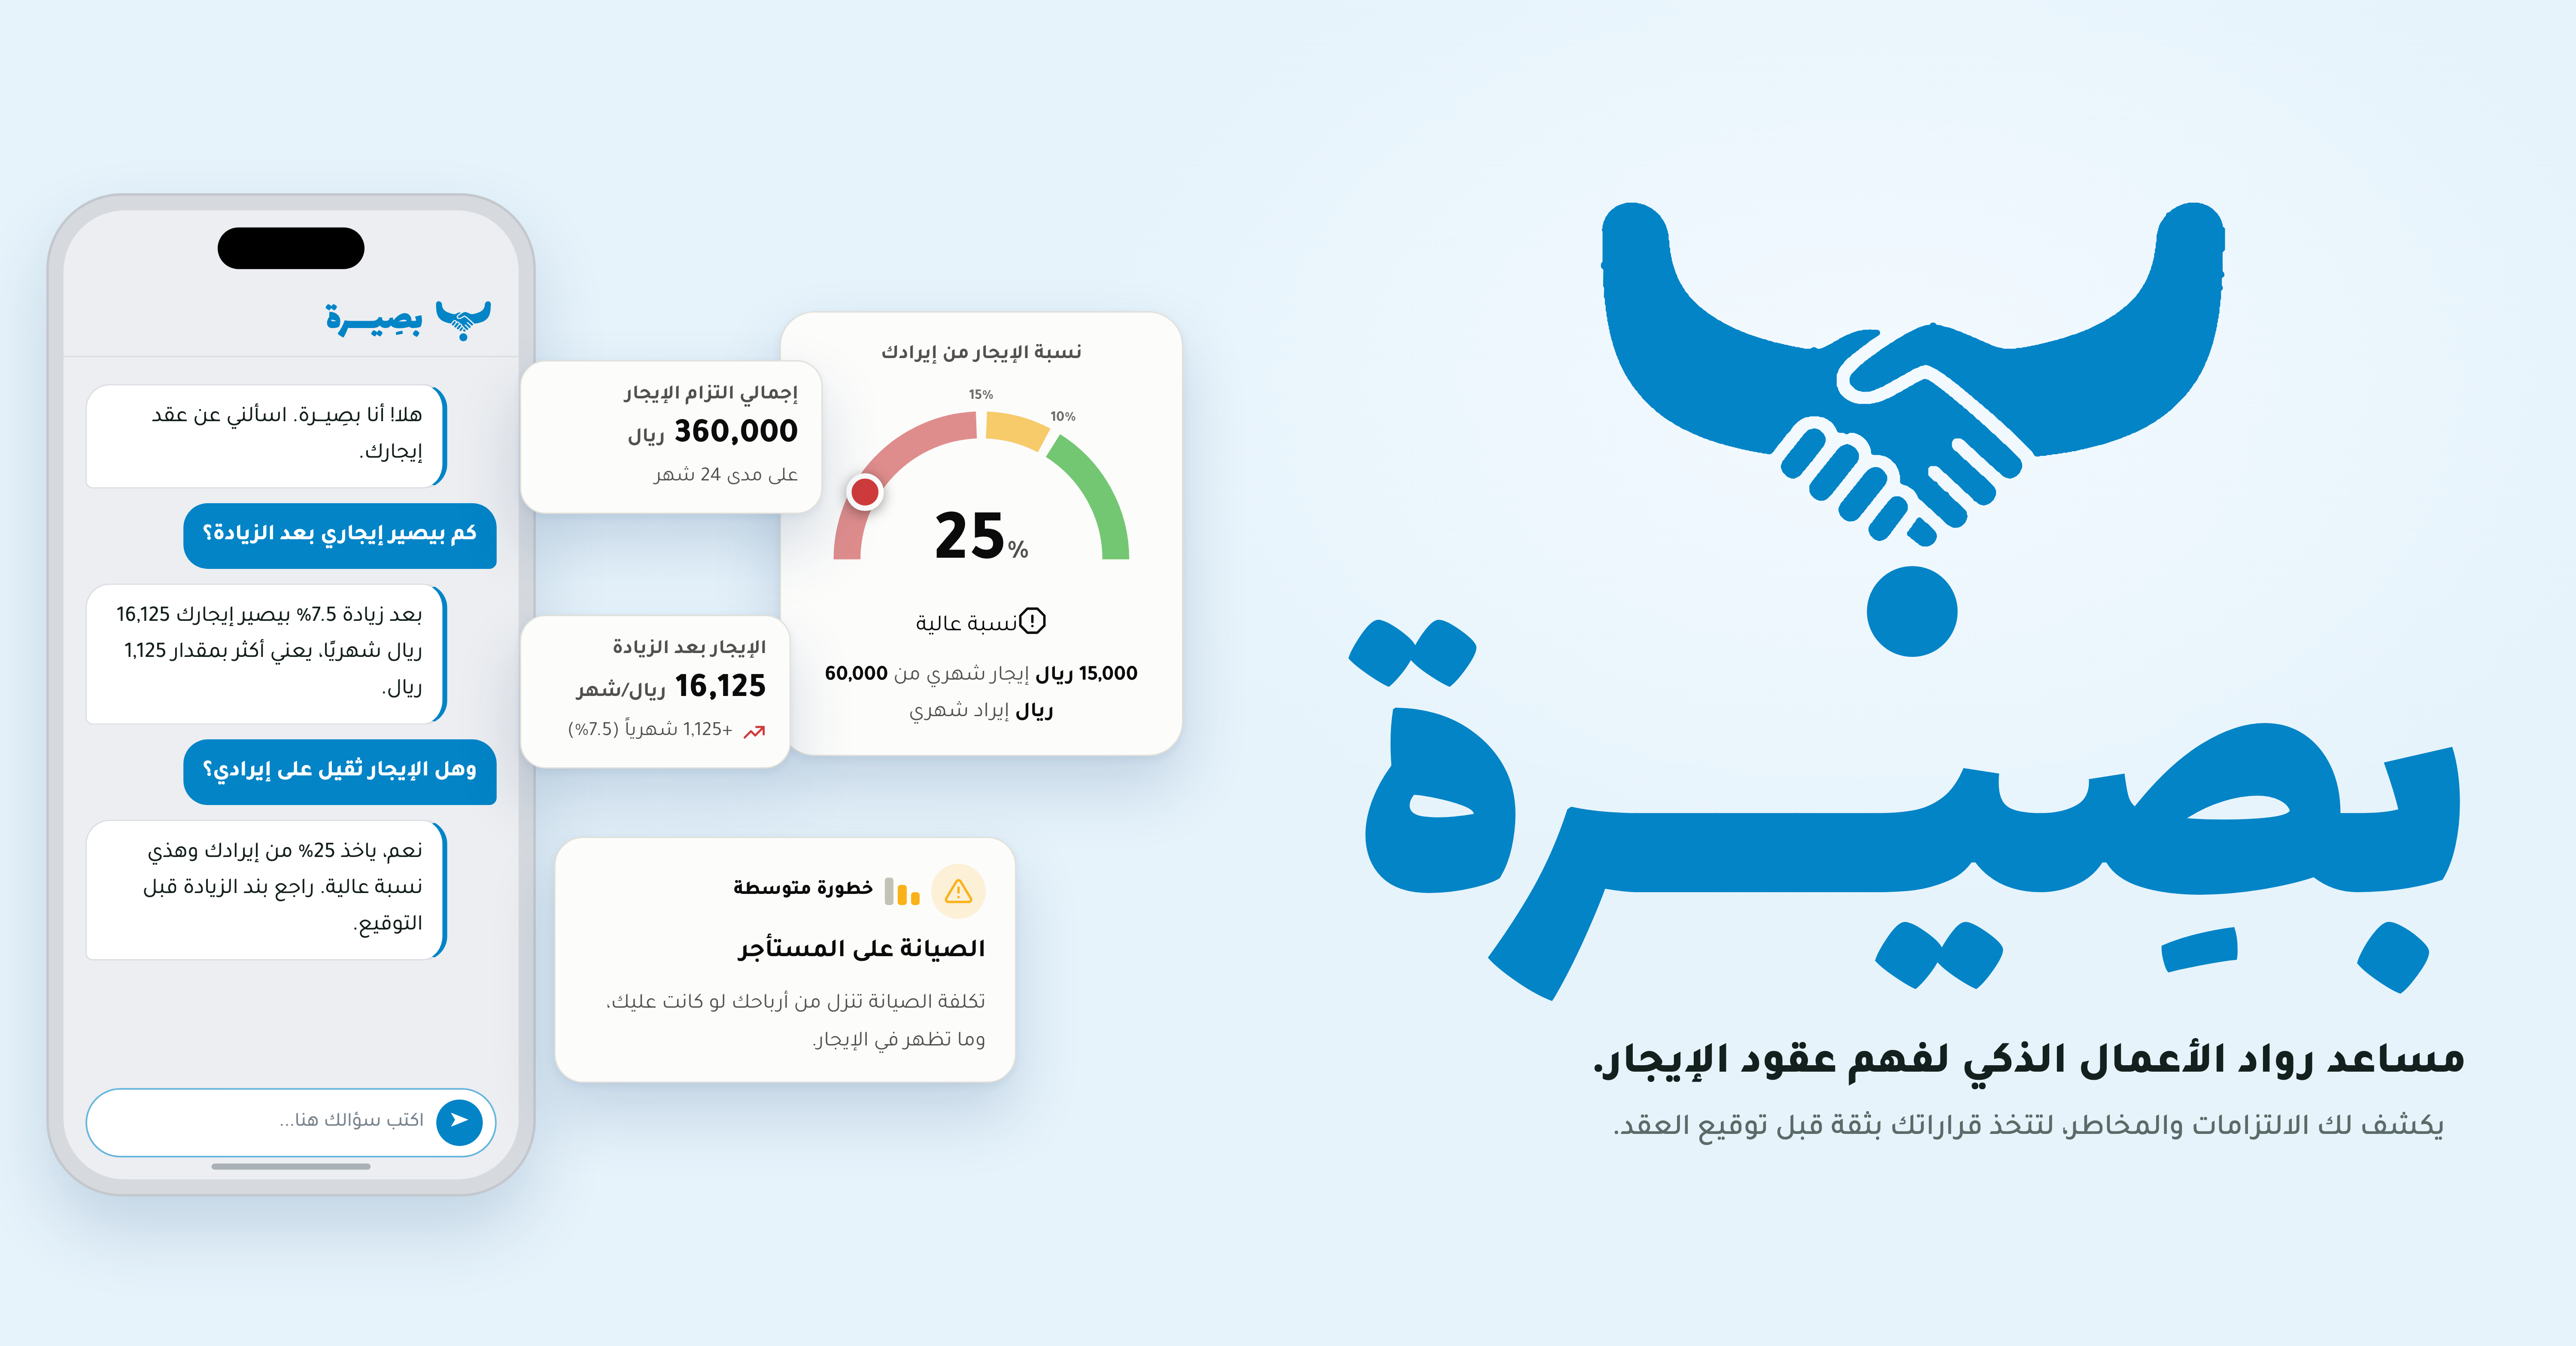 بصِيـــرة
مساعد رواد الأعمال الذكي لفهم عقود الإيجار.
يكشف لك الالتزامات والمخاطر، لتتخذ قراراتك بثقة قبل توقيع العقد.
نسبة الإيجار من إيرادك
15%
10%
25%
نسبة عالية
15,000 ريال إيجار شهري من 60,000
ريال إيراد شهري
إجمالي التزام الإيجار
360,000 ريال
على مدى 24 شهر
الإيجار بعد الزيادة
16,125 ريال/شهر
+1,125 شهرياً (7.5%)
خطورة متوسطة
الصيانة على المستأجر
تكلفة الصيانة تنزل من أرباحك لو كانت عليك،
وما تظهر في الإيجار.
بصِيـــرة
هلا! أنا بصِيــرة. اسألني عن عقد
إيجارك.
كم بيصير إيجاري بعد الزيادة؟
بعد زيادة 7.5% بيصير إيجارك 16,125
ريال شهريًا، يعني أكثر بمقدار 1,125
ريال.
وهل الإيجار ثقيل على إيرادي؟
نعم، ياخذ 25% من إيرادك وهذي
نسبة عالية. راجع بند الزيادة قبل
التوقيع.
اكتب سؤالك هنا...